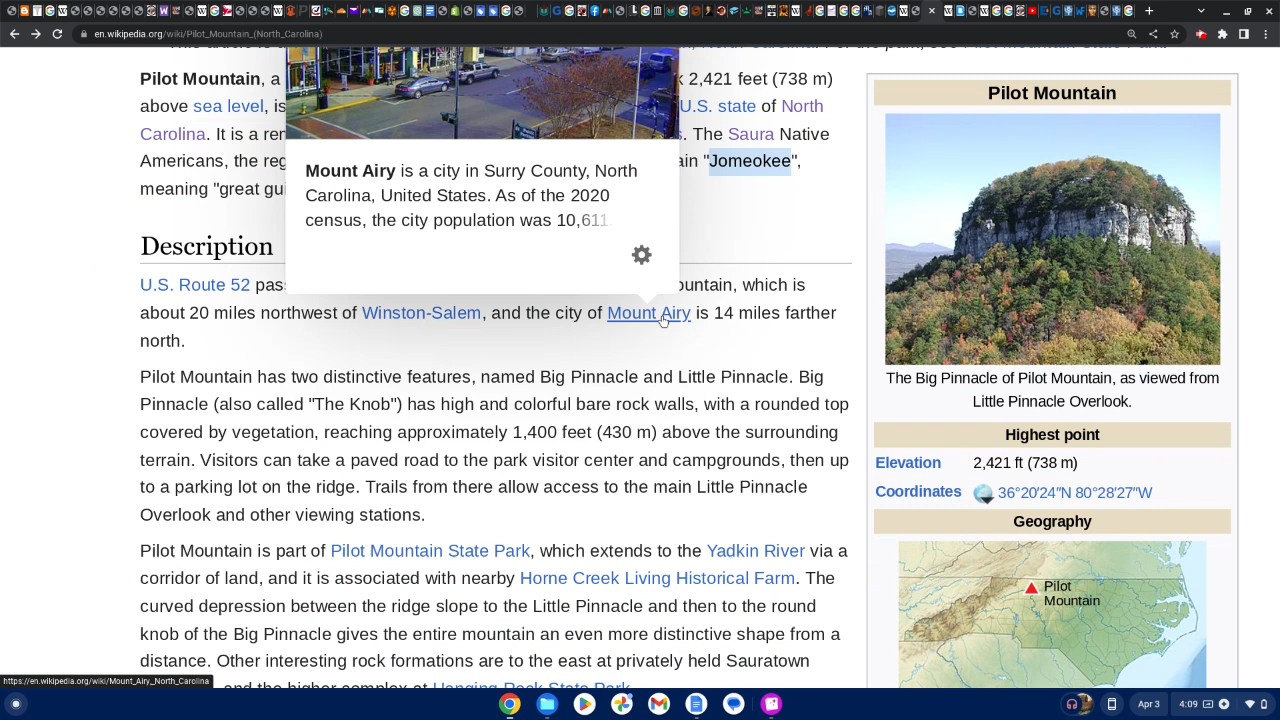 en.wikipedia.org/wiki/Pilot_Mountain_(North_Carolina)
Pilot Mountain, a
k 2,421 feet (738 m)
above sea level, is
U.S. state of North
Carolina. It is a rer
s. The Saura Native
Americans, the reg
ain "Jomeokee",
meaning "great gui
Mount Airy is a city in Surry County, North
Carolina, United States. As of the 2020
census, the city population was 10,611.
Description
U.S. Route 52 pass
ountain, which is
about 20 miles northwest of Winston-Salem, and the city of Mount Airy is 14 miles farther
north.
Pilot Mountain has two distinctive features, named Big Pinnacle and Little Pinnacle. Big
Pinnacle (also called "The Knob") has high and colorful bare rock walls, with a rounded top
covered by vegetation, reaching approximately 1,400 feet (430 m) above the surrounding
terrain. Visitors can take a paved road to the park visitor center and campgrounds, then up
to a parking lot on the ridge. Trails from there allow access to the main Little Pinnacle
Overlook and other viewing stations.
Pilot Mountain is part of Pilot Mountain State Park, which extends to the Yadkin River via a
corridor of land, and it is associated with nearby Horne Creek Living Historical Farm. The
curved depression between the ridge slope to the Little Pinnacle and then to the round
knob of the Big Pinnacle gives the entire mountain an even more distinctive shape from a
distance. Other interesting rock formations are to the east at privately held Sauratown
and the higher complex at Hanging Rock State Park
Pilot Mountain
The Big Pinnacle of Pilot Mountain, as viewed from
Little Pinnacle Overlook.
Highest point
Elevation 2,421 ft (738 m)
Coordinates 36°20′24″N 80°28′27″W
Geography
Pilot
Mountain
https://en.wikipedia.org/wiki/Mount_Airy_North_Carolina
Apr 3
4:09